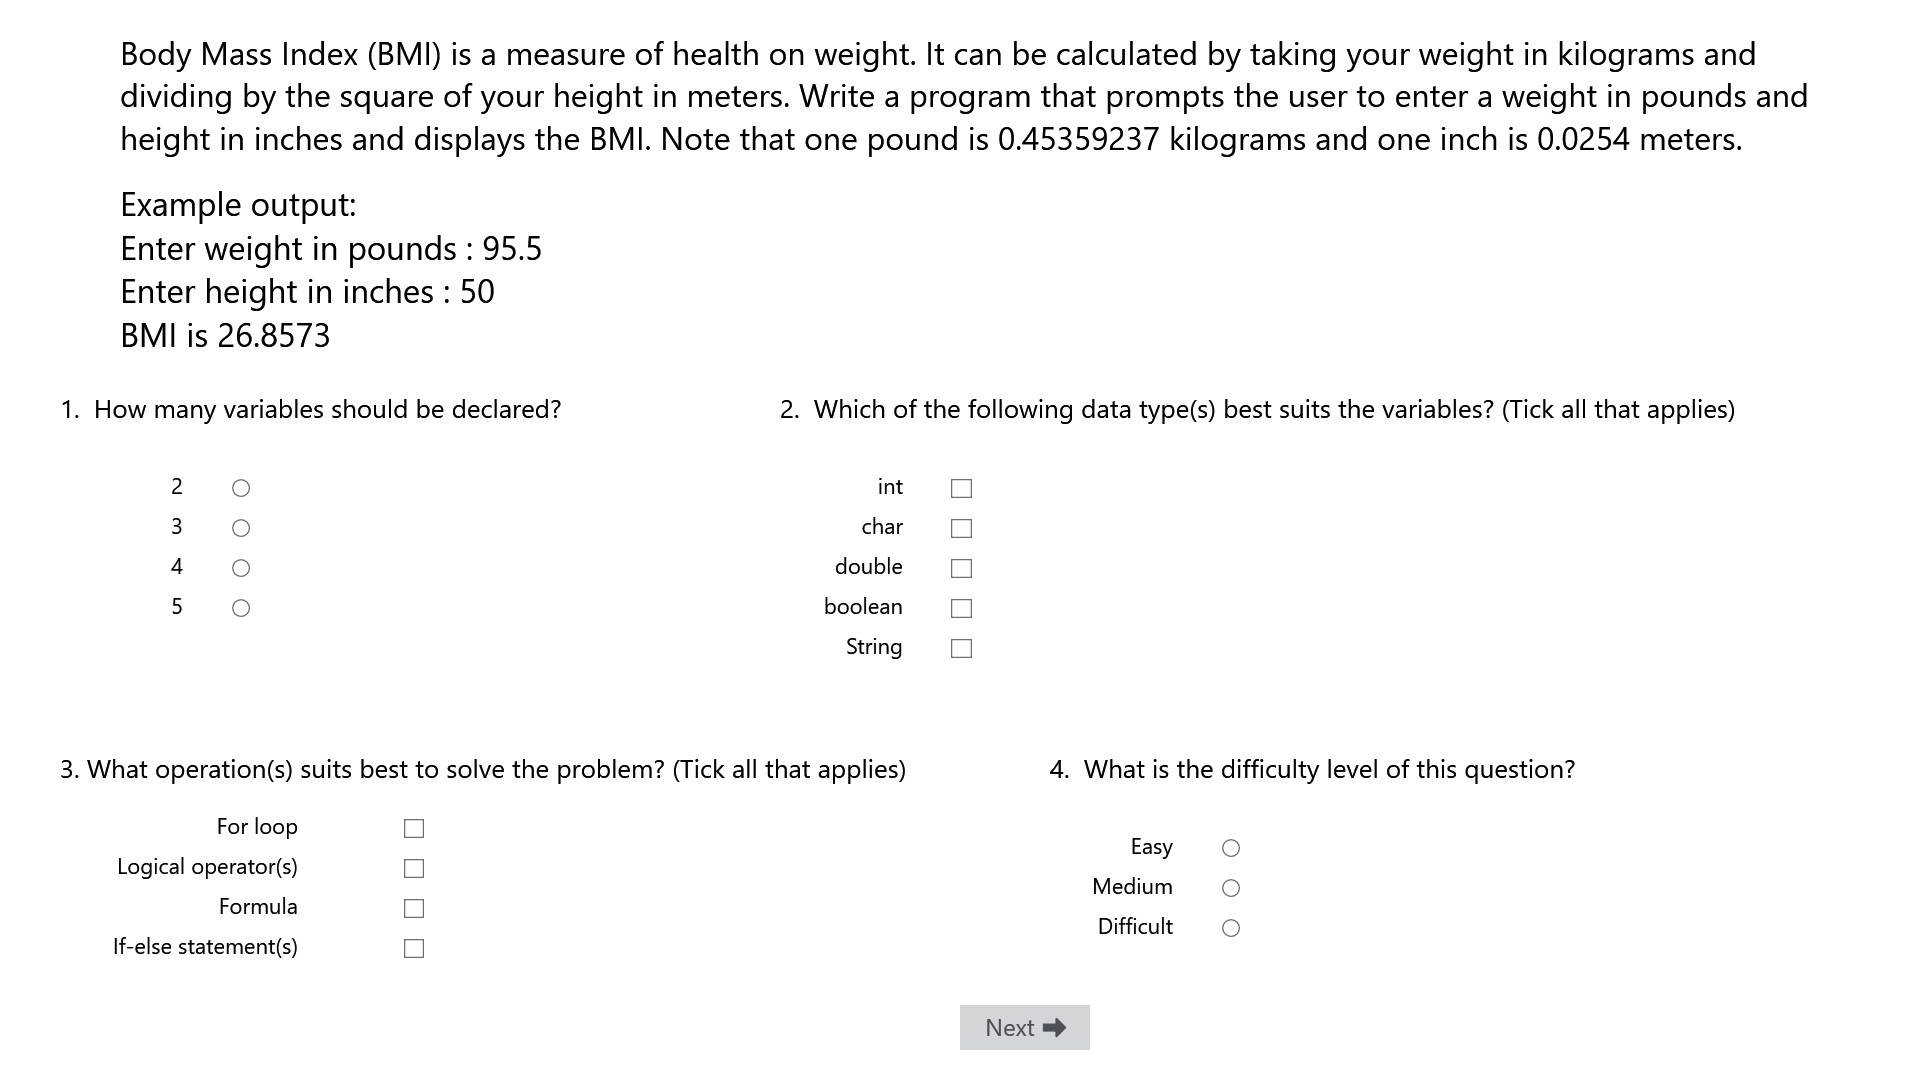 Body Mass Index (BMI) is a measure of health on weight. It can be calculated by taking your weight in kilograms and
dividing by the square of your height in meters. Write a program that prompts the user to enter a weight in pounds and
height in inches and displays the BMI. Note that one pound is 0.45359237 kilograms and one inch is 0.0254 meters.
Example output:
Enter weight in pounds : 95.5
Enter height in inches : 50
BMI is 26.8573
1. How many variables should be declared?
2
3
4
5
2. Which of the following data type(s) best suits the variables? (Tick all that applies)
int
char
double
boolean
String
3. What operation(s) suits best to solve the problem? (Tick all that applies)
For loop
Logical operator(s)
Formula
If-else statement(s)
4. What is the difficulty level of this question?
Easy
Medium
Difficult
Next